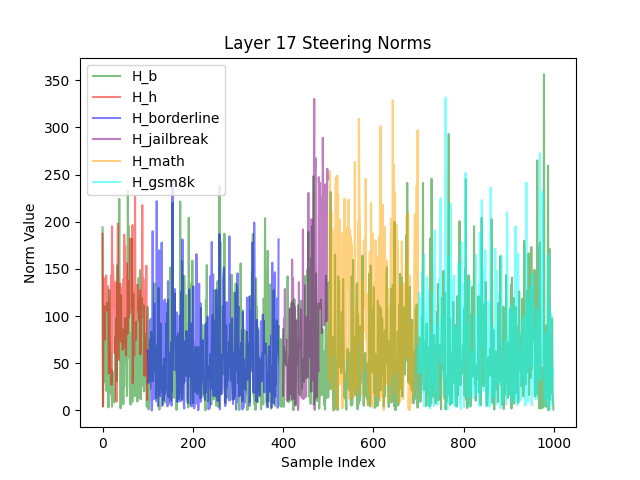 Layer 17 Steering Norms
H_b
H_h
H_borderline
H_jailbreak
H_math
H_gsm8k
Norm Value
350
300
250
200
150
100
50
0
0 200 400 600 800 1000
Sample Index